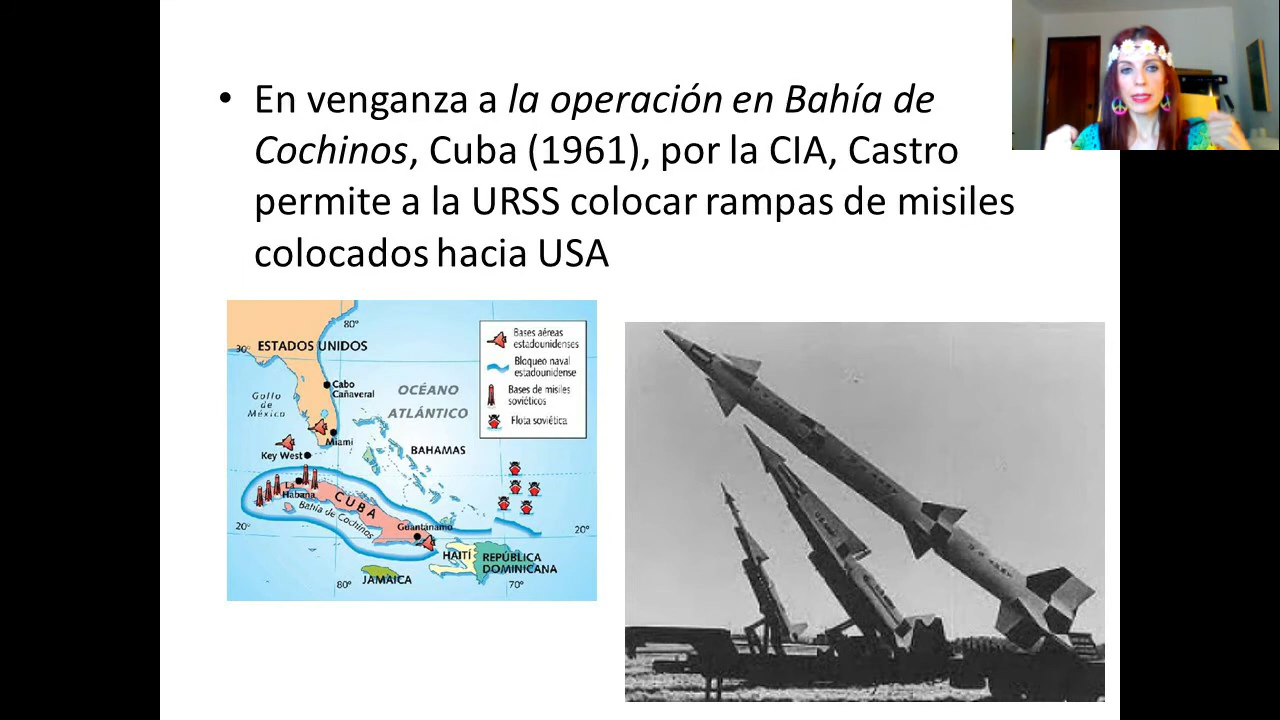 • En venganza a la operación en Bahía de
Cochinos, Cuba (1961), por la CIA, Castro
permite a la URSS colocar rampas de misiles
colocados hacia USA
80°
30°
ESTADOS UNIDOS
Cabo
Cañaveral
Golfo
de
México
OCÉANO
ATLÁNTICO
Miami
Key West
BAHAMAS
La
Habana
CUBA
Bahía de Cochinos
Guantánamo
20°
20°
HAITÍ
REPÚBLICA
DOMINICANA
JAMAICA
80°
70°
Bases aéreas
estadounidenses
Bloqueo naval
estadounidense
Bases de misiles
soviéticos
Flota soviética